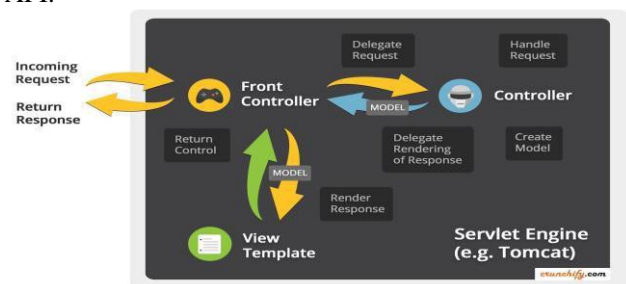 API.
Incoming
Request
Return
Response
Front
Controller
Delegate
Request
Handle
Request
Controller
MODEL
Return
Control
Delegate
Rendering
of Response
Create
Model
MODEL
Render
Response
View
Template
Servlet Engine
(e.g. Tomcat)
crunchify.com